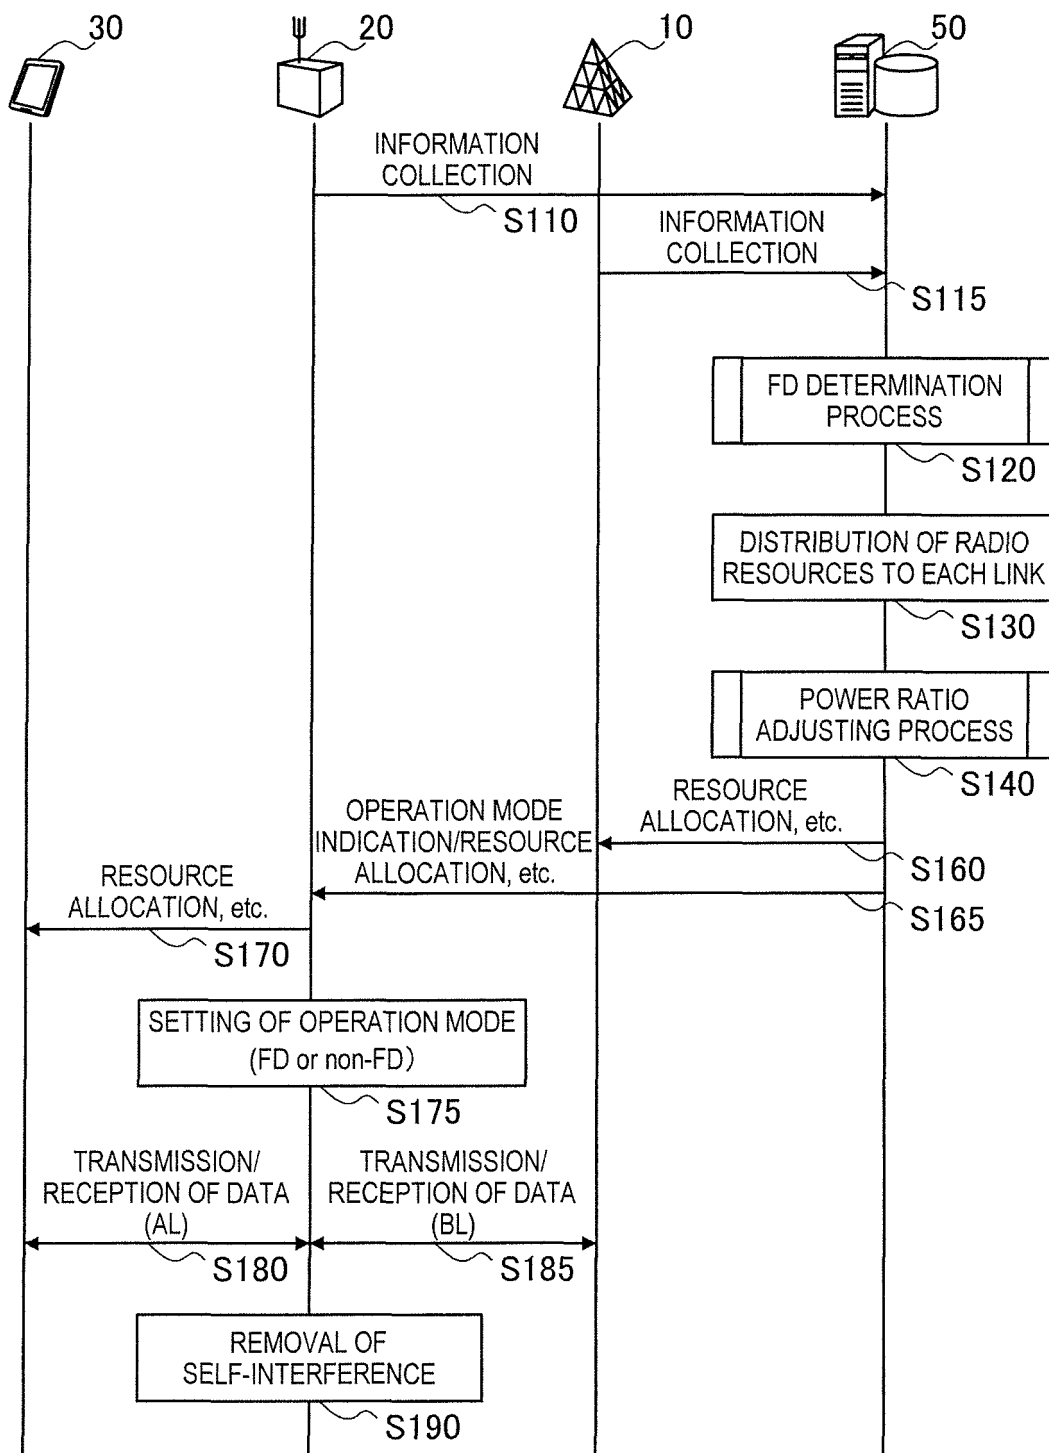 30
20
10
50
INFORMATION
COLLECTION
S110
INFORMATION
COLLECTION
S115
FD DETERMINATION
PROCESS
S120
DISTRIBUTION OF RADIO
RESOURCES TO EACH LINK
S130
POWER RATIO
ADJUSTING PROCESS
S140
RESOURCE
ALLOCATION, etc.
S160
OPERATION MODE
INDICATION/RESOURCE
ALLOCATION, etc.
S165
RESOURCE
ALLOCATION, etc.
S170
SETTING OF OPERATION MODE
(FD or non-FD)
S175
TRANSMISSION/
RECEPTION OF DATA
(AL)
S180
TRANSMISSION/
RECEPTION OF DATA
(BL)
S185
REMOVAL OF
SELF-INTERFERENCE
S190